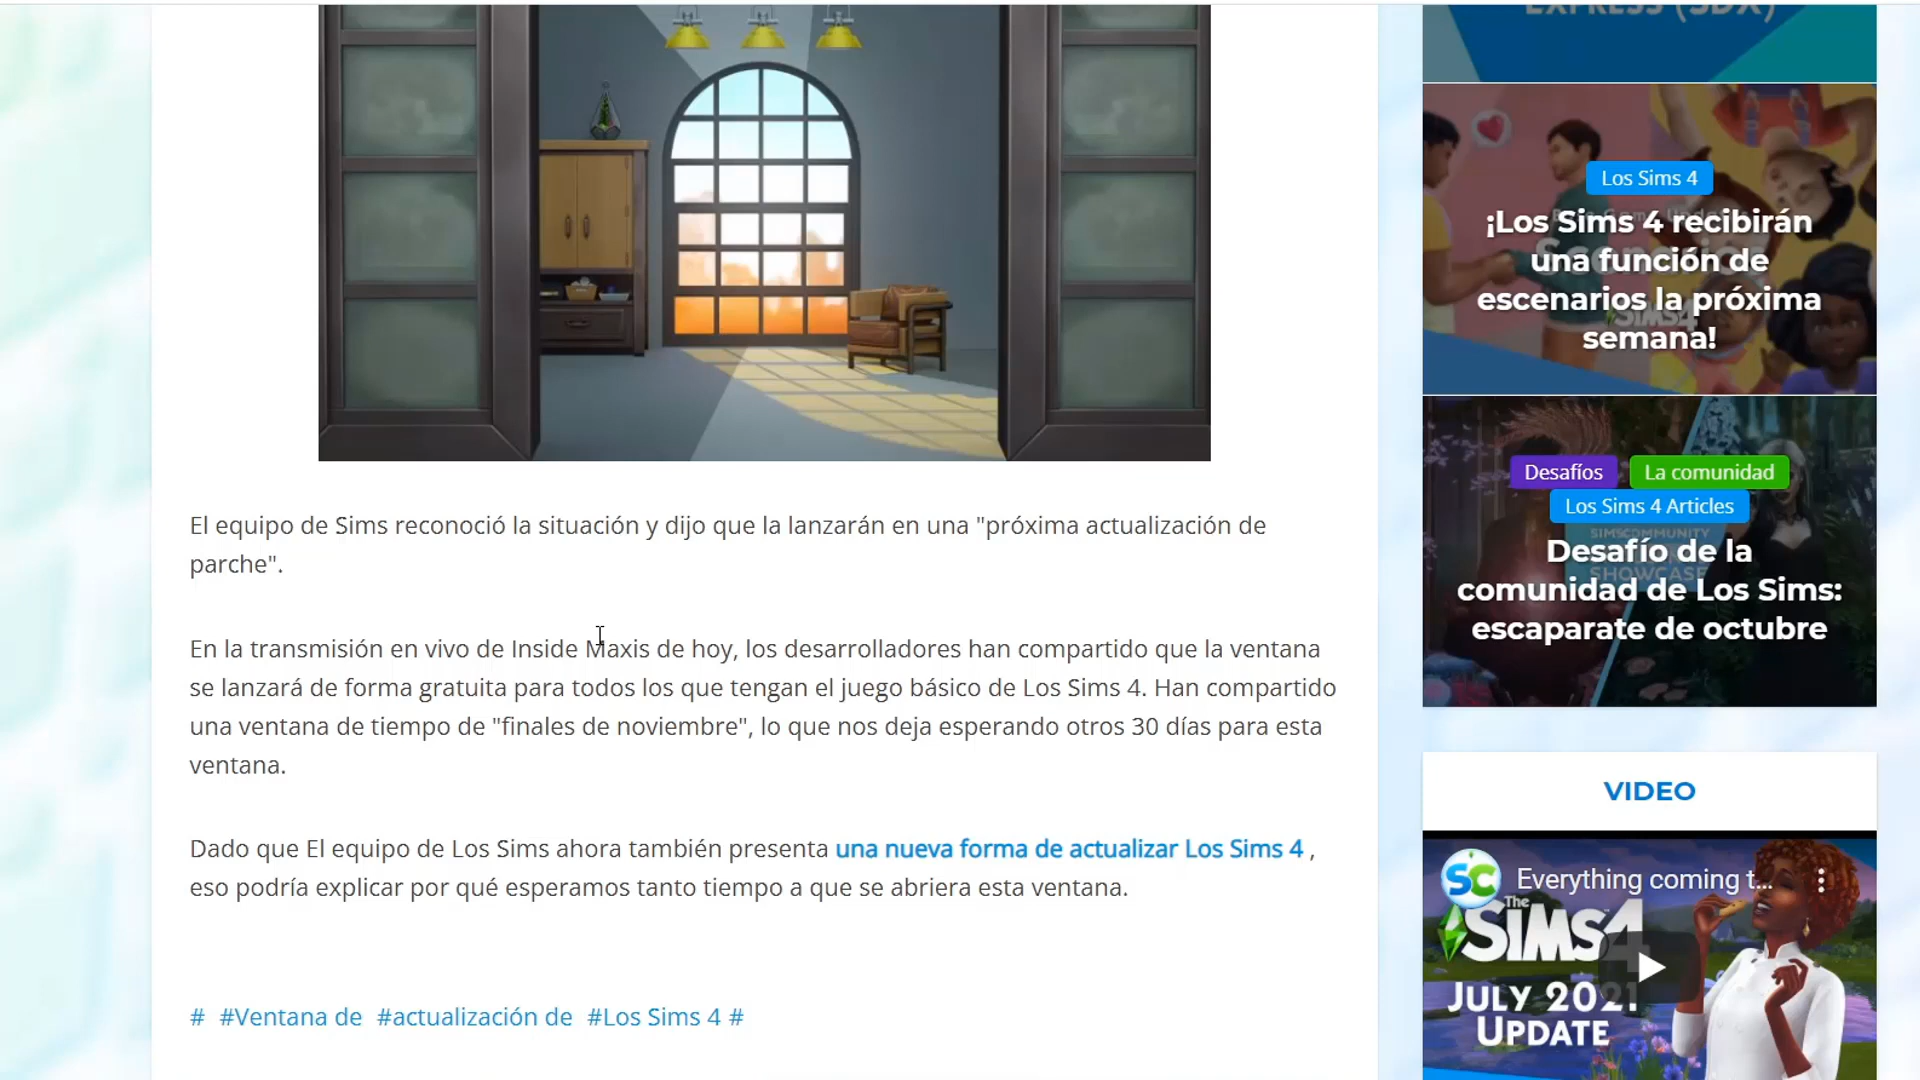 El equipo de Sims reconoció la situación y dijo que la lanzarán en una "próxima actualización de
parche".
En la transmisión en vivo de Inside Maxis de hoy, los desarrolladores han compartido que la ventana
se lanzará de forma gratuita para todos los que tengan el juego básico de Los Sims 4. Han compartido
una ventana de tiempo de "finales de noviembre", lo que nos deja esperando otros 30 días para esta
ventana.
Dado que El equipo de Los Sims ahora también presenta una nueva forma de actualizar Los Sims 4 ,
eso podría explicar por qué esperamos tanto tiempo a que se abriera esta ventana.
# #Ventana de #actualización de #Los Sims 4 #
EXPRESS (SDX)
Los Sims 4
¡Los Sims 4 recibirán
una función de
escenarios la próxima
semana!
Desafíos La comunidad
Los Sims 4 Articles
SIMSCOMMUNITY
SHOWCASE
Desafío de la
comunidad de Los Sims:
escaparate de octubre
VIDEO
SC
Everything coming t...
The
SIMS4
JULY 2021
UPDATE